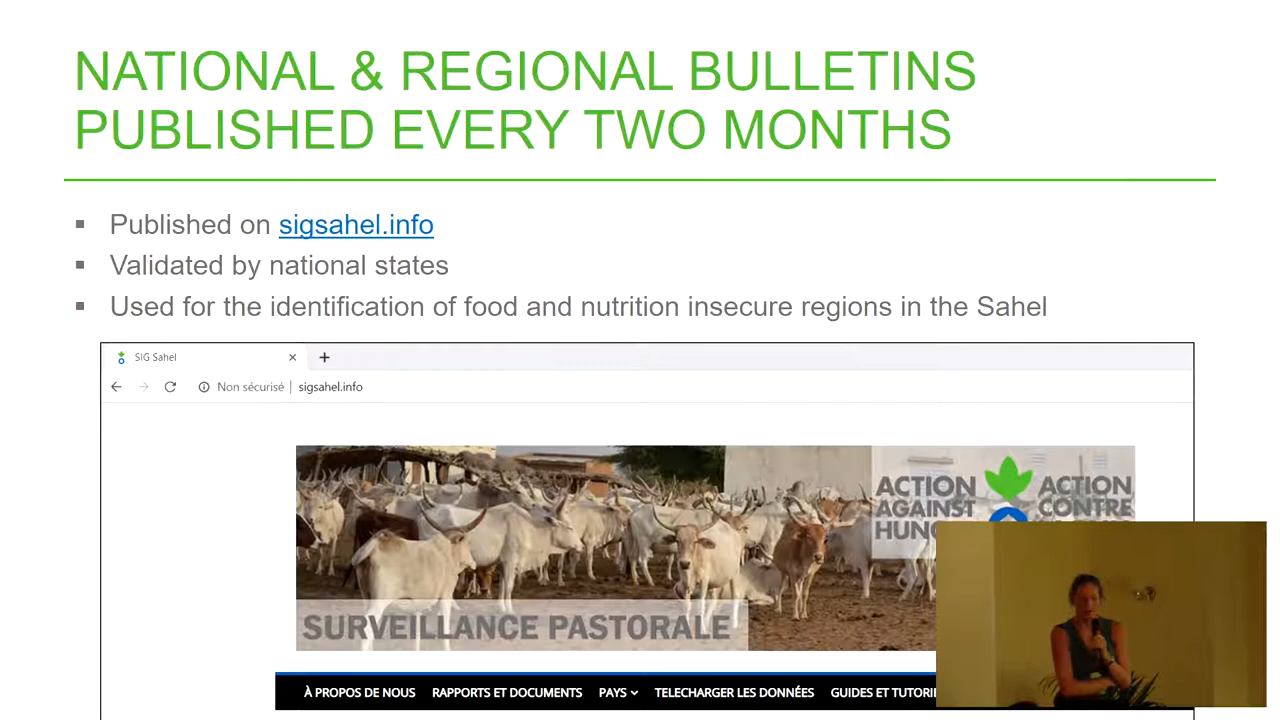 NATIONAL & REGIONAL BULLETINS
PUBLISHED EVERY TWO MONTHS
Published on sigsahel.info
Validated by national states
Used for the identification of food and nutrition insecure regions in the Sahel
SIG Sahel
Non sécurisé | sigsahel.info
ACTION ACTION
AGAINST CONTRE
SURVEILLANCE PASTORALE
À PROPOS DE NOUS RAPPORTS ET DOCUMENTS PAYS TELECHARGER LES DONNÉES GUIDES ET